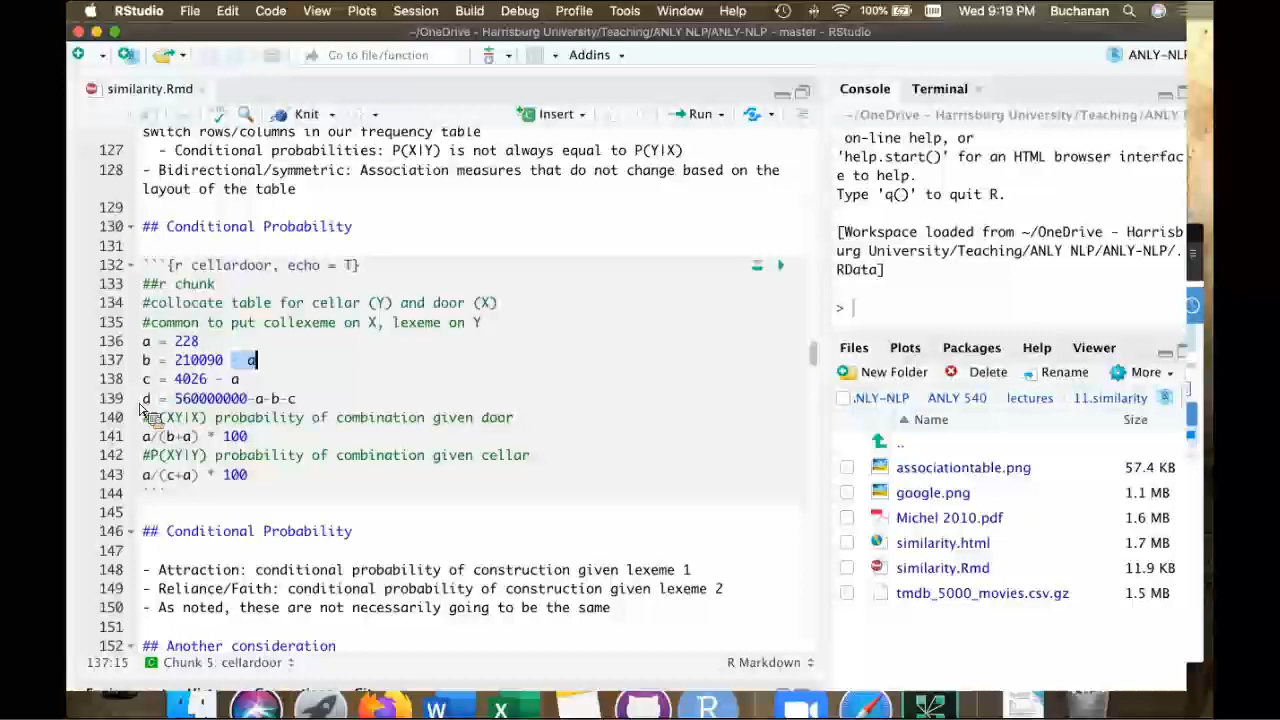 RStudio File Edit Code View Plots Session Build Debug Profile Tools Window Help 100% Wed 9:19 PM Buchanan
~/OneDrive - Harrisburg University/Teaching/ANLY NLP/ANLY-NLP - master - RStudio
Go to file/function Addins ANLY-NLP
similarity.Rmd
Knit Insert Run
switch rows/columns in our frequency table
127 - Conditional probabilities: P(X|Y) is not always equal to P(Y|X)
128 - Bidirectional/symmetric: Association measures that do not change based on the
layout of the table
129
130 ## Conditional Probability
131
132 ```{r cellardoor, echo = T}
133 ##r chunk
134 #collocate table for cellar (Y) and door (X)
135 #common to put collexeme on X, lexeme on Y
136 a = 228
137 b = 210090 - a
138 c = 4026 - a
139 d = 560000000-a-b-c
140 (XY|X) probability of combination given door
141 a/(b+a) * 100
142 #P(XY|Y) probability of combination given cellar
143 a/(c+a) * 100
144 ```
145
146 ## Conditional Probability
147
148 - Attraction: conditional probability of construction given lexeme 1
149 - Reliance/Faith: conditional probability of construction given lexeme 2
150 - As noted, these are not necessarily going to be the same
151
152 ## Another consideration
137:15 Chunk 5: cellardoor R Markdown
Console Terminal
~/OneDrive - Harrisburg University/Teaching/ANLY NLP/ANLY-NLP/
on-line help, or
'help.start()' for an HTML browser interfac
e to help.
Type 'q()' to quit R.
[Workspace loaded from ~/OneDrive - Harrisb
urg University/Teaching/ANLY NLP/ANLY-NLP/.
RData]
>
Files Plots Packages Help Viewer
New Folder Delete Rename More
.NLY-NLP ANLY 540 lectures 11.similarity
Name Size
..
associationtable.png 57.4 KB
google.png 1.1 MB
Michel 2010.pdf 1.6 MB
similarity.html 1.7 MB
similarity.Rmd 11.9 KB
tmdb_5000_movies.csv.gz 1.5 MB